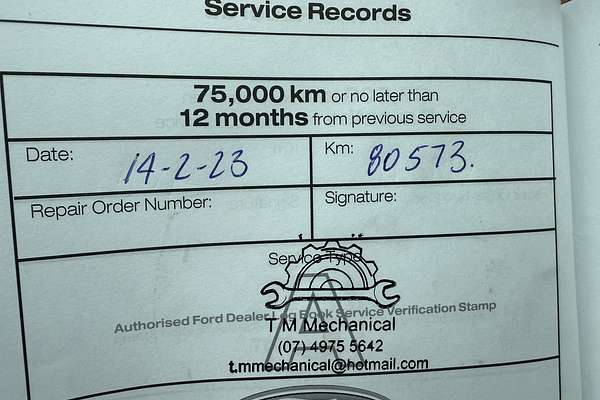 Service Records
75,000 km or no later than
12 months from previous service
Date: 14-2-23
Km: 80573.
Repair Order Number:
Signature:
Service Type
Authorised Ford Dealer Log Book Service Verification Stamp
T M Mechanical
(07) 4975 5642
t.mmechanical@hotmail.com